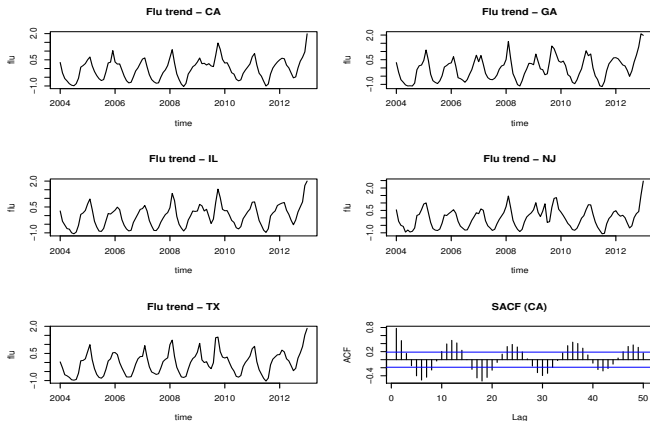 Flu trend – CA
flu
2.0
0.5
−1.0
2004 2006 2008 2010 2012
time
Flu trend – GA
flu
2.0
0.5
−1.0
2004 2006 2008 2010 2012
time
Flu trend – IL
flu
2.0
0.5
−1.0
2004 2006 2008 2010 2012
time
Flu trend – NJ
flu
2.0
0.5
−1.0
2004 2006 2008 2010 2012
time
Flu trend – TX
flu
2.0
0.5
−1.0
2004 2006 2008 2010 2012
time
SACF (CA)
ACF
0.8
0.2
−0.4
0 10 20 30 40 50
Lag